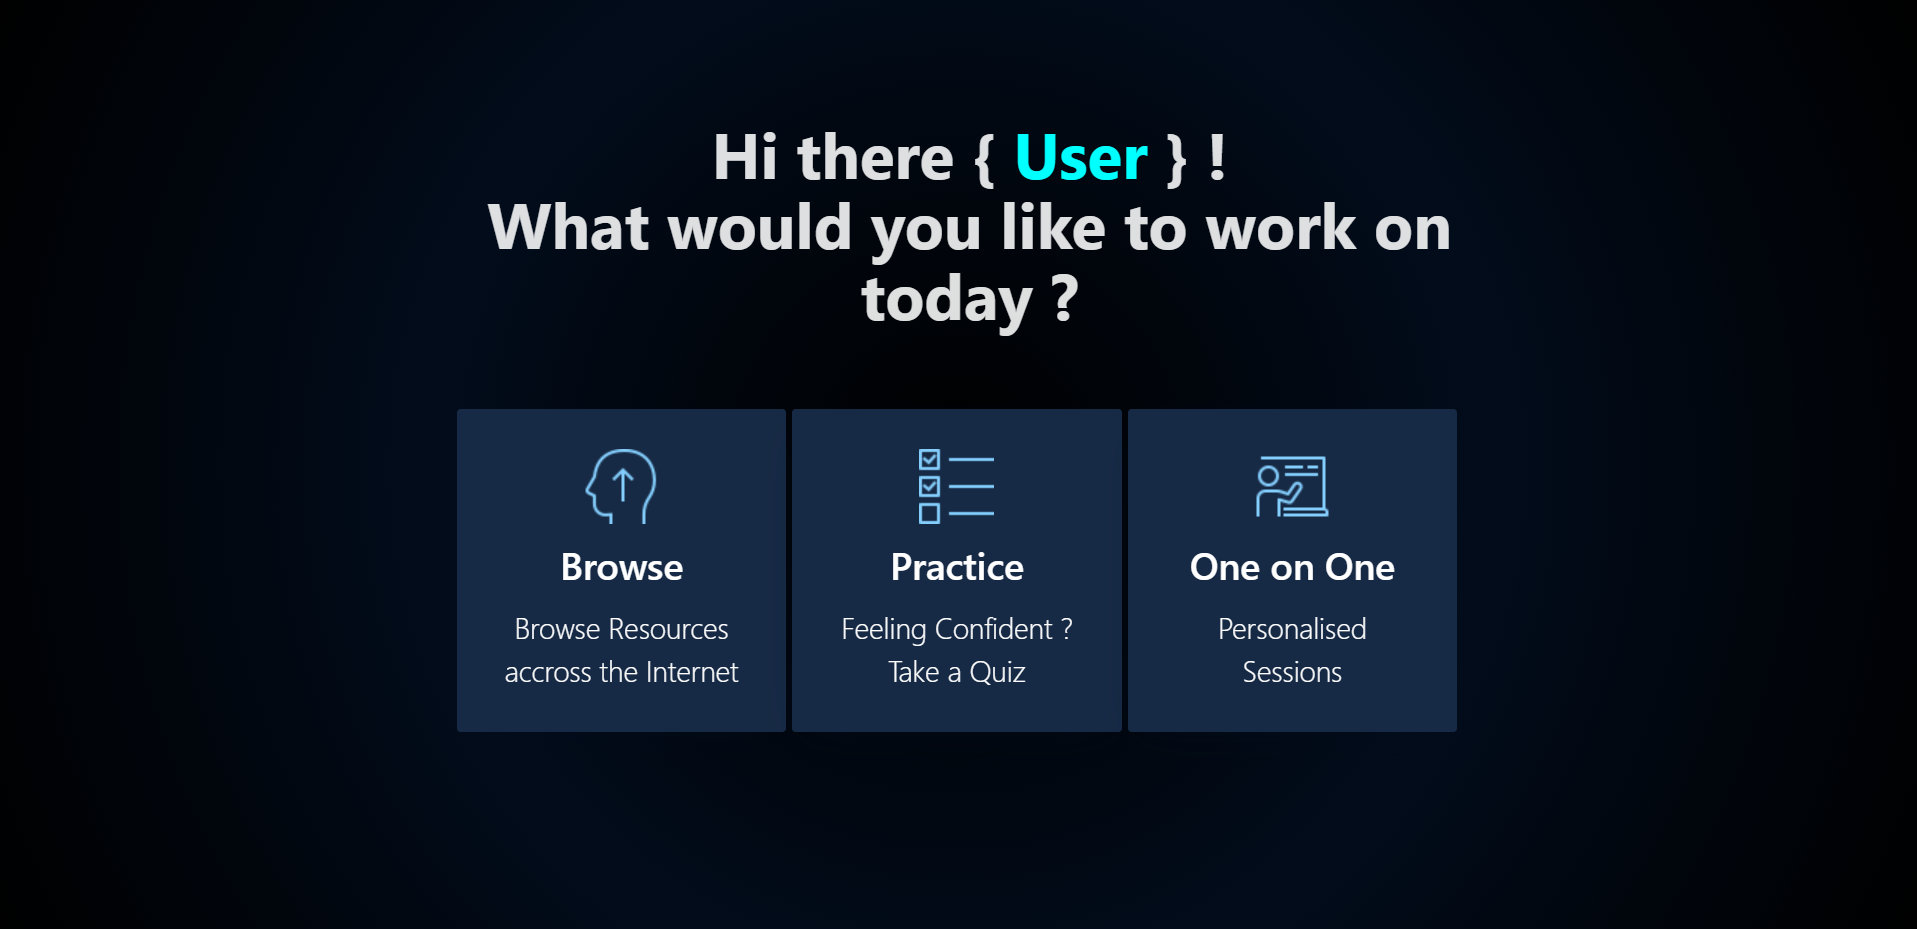 Hi there { User } !
What would you like to work on
today ?
Browse
Browse Resources
accross the Internet
Practice
Feeling Confident ?
Take a Quiz
One on One
Personalised
Sessions